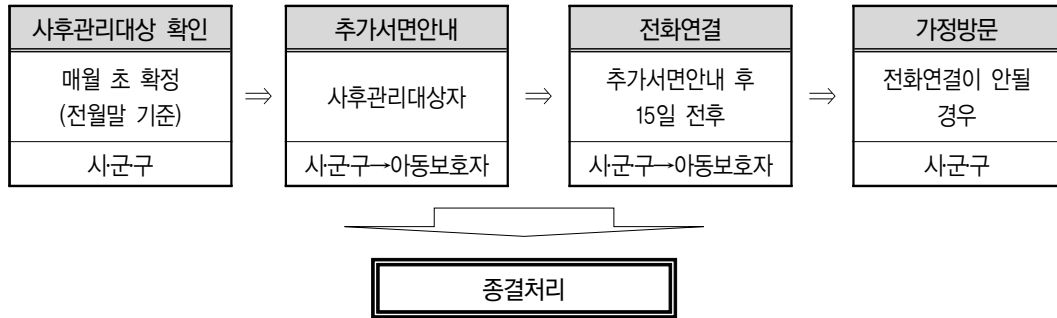 사후관리대상 확인
매월 초 확정
(전월말 기준)
시·군·구
⇒
추가서면안내
사후관리대상자
시·군·구→아동보호자
⇒
전화연결
추가서면안내 후
15일 전후
시·군·구→아동보호자
⇒
가정방문
전화연결이 안될
경우
시·군·구
종결처리